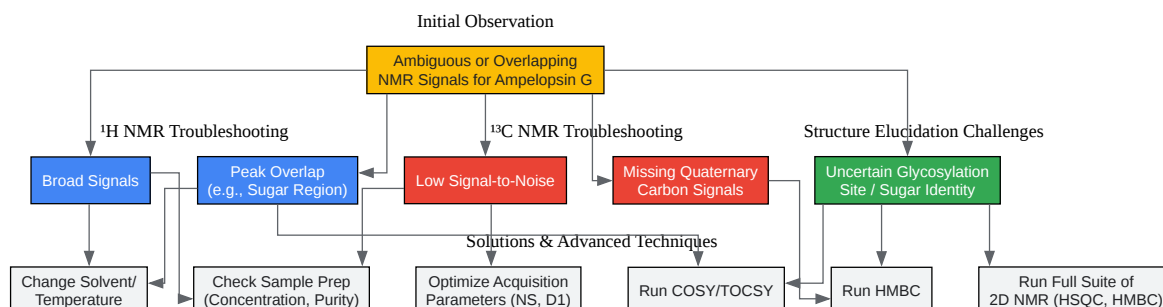 Initial Observation
Ambiguous or Overlapping
NMR Signals for Ampelopsin G
¹H NMR Troubleshooting
¹³C NMR Troubleshooting
Structure Elucidation Challenges
Broad Signals
Peak Overlap
(e.g., Sugar Region)
Low Signal-to-Noise
Missing Quaternary
Carbon Signals
Uncertain Glycosylation
Site / Sugar Identity
Solutions & Advanced Techniques
Change Solvent/
Temperature
Check Sample Prep
(Concentration, Purity)
Optimize Acquisition
Parameters (NS, D1)
Run COSY/TOCSY
Run HMBC
Run Full Suite of
2D NMR (HSQC, HMBC)